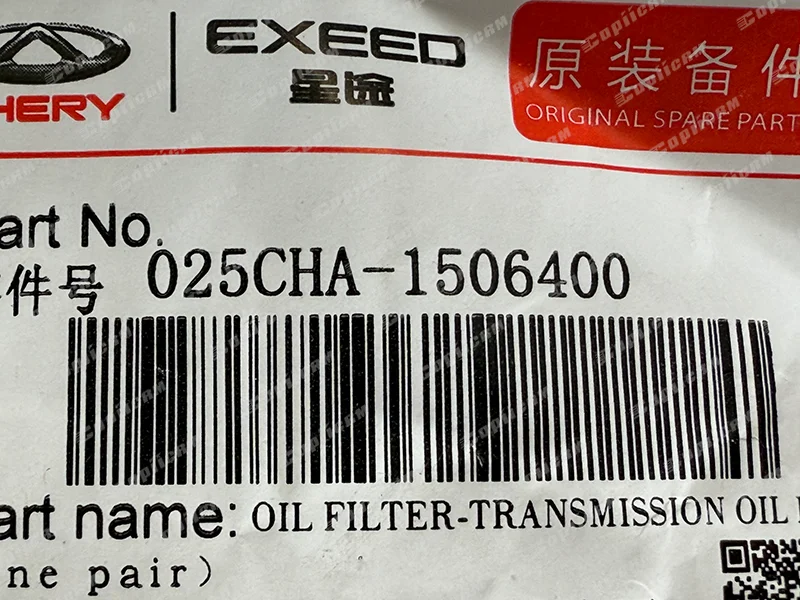 HERY EXEED
星途
原装备件
ORIGINAL SPARE PART
art No.
件号 025CHA-1506400
art name: OIL FILTER-TRANSMISSION OIL
ne pair)